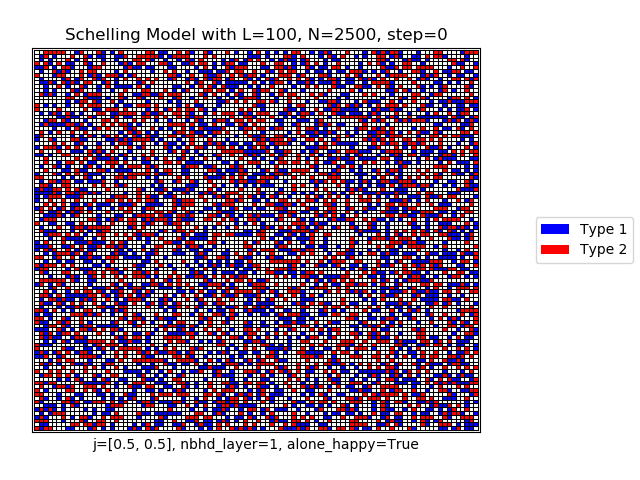 Schelling Model with L=100, N=2500, step=0
Type 1
Type 2
j=[0.5, 0.5], nbhd_layer=1, alone_happy=True